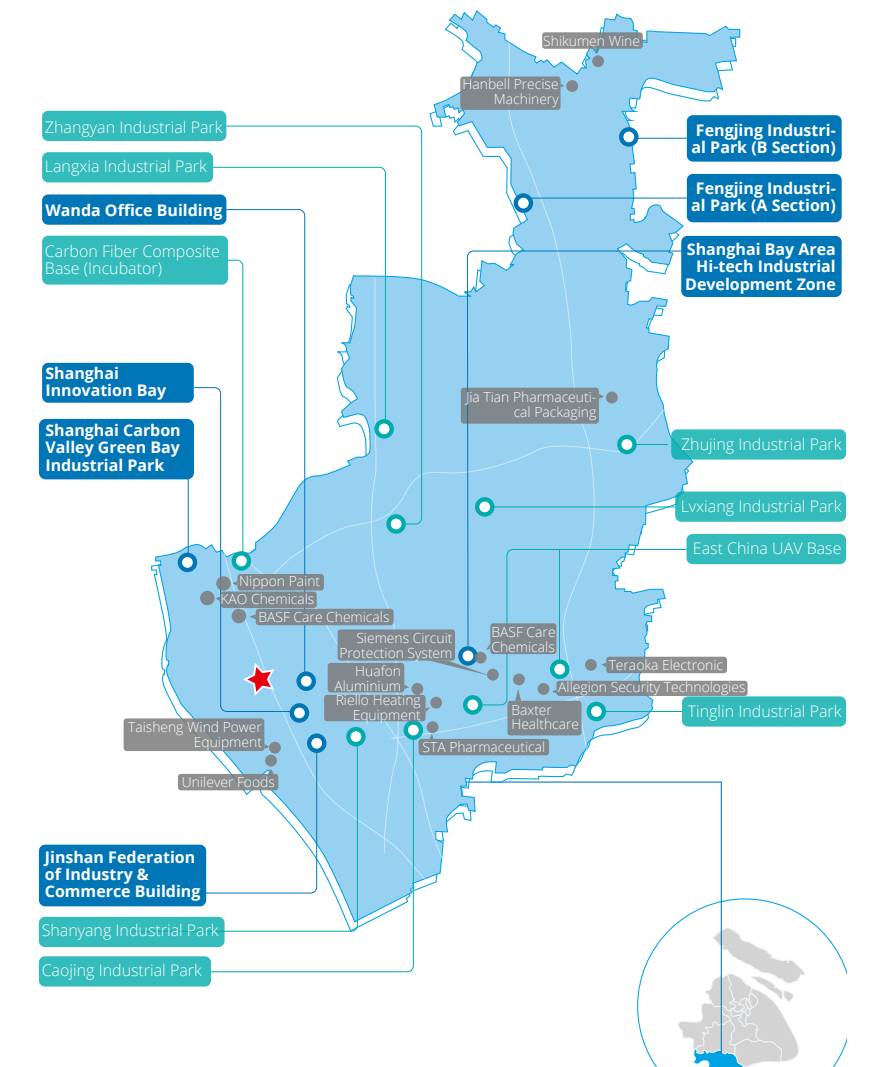 Shikumen Wine
Hanbell Precise
Machinery
Zhangyan Industrial Park
Langxia Industrial Park
Wanda Office Building
Carbon Fiber Composite
Base (Incubator)
Shanghai
Innovation Bay
Shanghai Carbon
Valley Green Bay
Industrial Park
Fengjing Industri-
al Park (B Section)
Fengjing Industri-
al Park (A Section)
Shanghai Bay Area
Hi-tech Industrial
Development Zone
Jia Tian Pharmaceuti-
cal Packaging
Zhujing Industrial Park
Lvxiang Industrial Park
East China UAV Base
Nippon Paint
KAO Chemicals
BASF Care Chemicals
Siemens Circuit
Protection System
BASF Care
Chemicals
Huafon
Aluminium
Riello Heating
Equipment
Teraoka Electronic
Allegion Security Technologies
Baxter
Healthcare
Tinglin Industrial Park
STA Pharmaceutical
Taisheng Wind Power
Equipment
Unilever Foods
Jinshan Federation
of Industry &
Commerce Building
Shanyang Industrial Park
Caojing Industrial Park